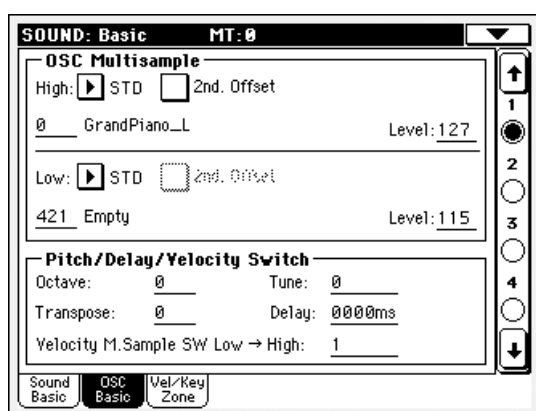 SOUND: Basic MT:0
OSC Multisample
High: STD 2nd. Offset
0 GrandPiano_L Level:127
Low: STD 2nd. Offset
421 Empty Level:115
Pitch/Delay/Velocity Switch
Octave: 0 Tune: 0
Transpose: 0 Delay: 0000ms
Velocity M.Sample SW Low → High: 1
1
2
3
4
Sound Basic
OSC Basic
Vel/Key Zone